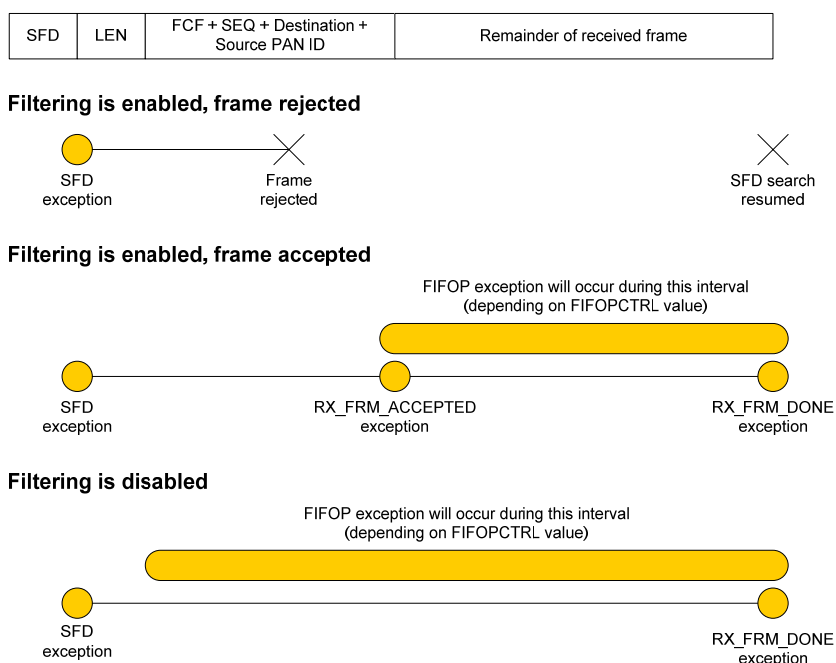 SFD
LEN
FCF + SEQ + Destination +
Source PAN ID
Remainder of received frame
Filtering is enabled, frame rejected
SFD
exception
Frame
rejected
SFD search
resumed
Filtering is enabled, frame accepted
FIFOP exception will occur during this interval
(depending on FIFOPCTRL value)
SFD
exception
RX_FRM_ACCEPTED
exception
RX_FRM_DONE
exception
Filtering is disabled
FIFOP exception will occur during this interval
(depending on FIFOPCTRL value)
SFD
exception
RX_FRM_DONE
exception